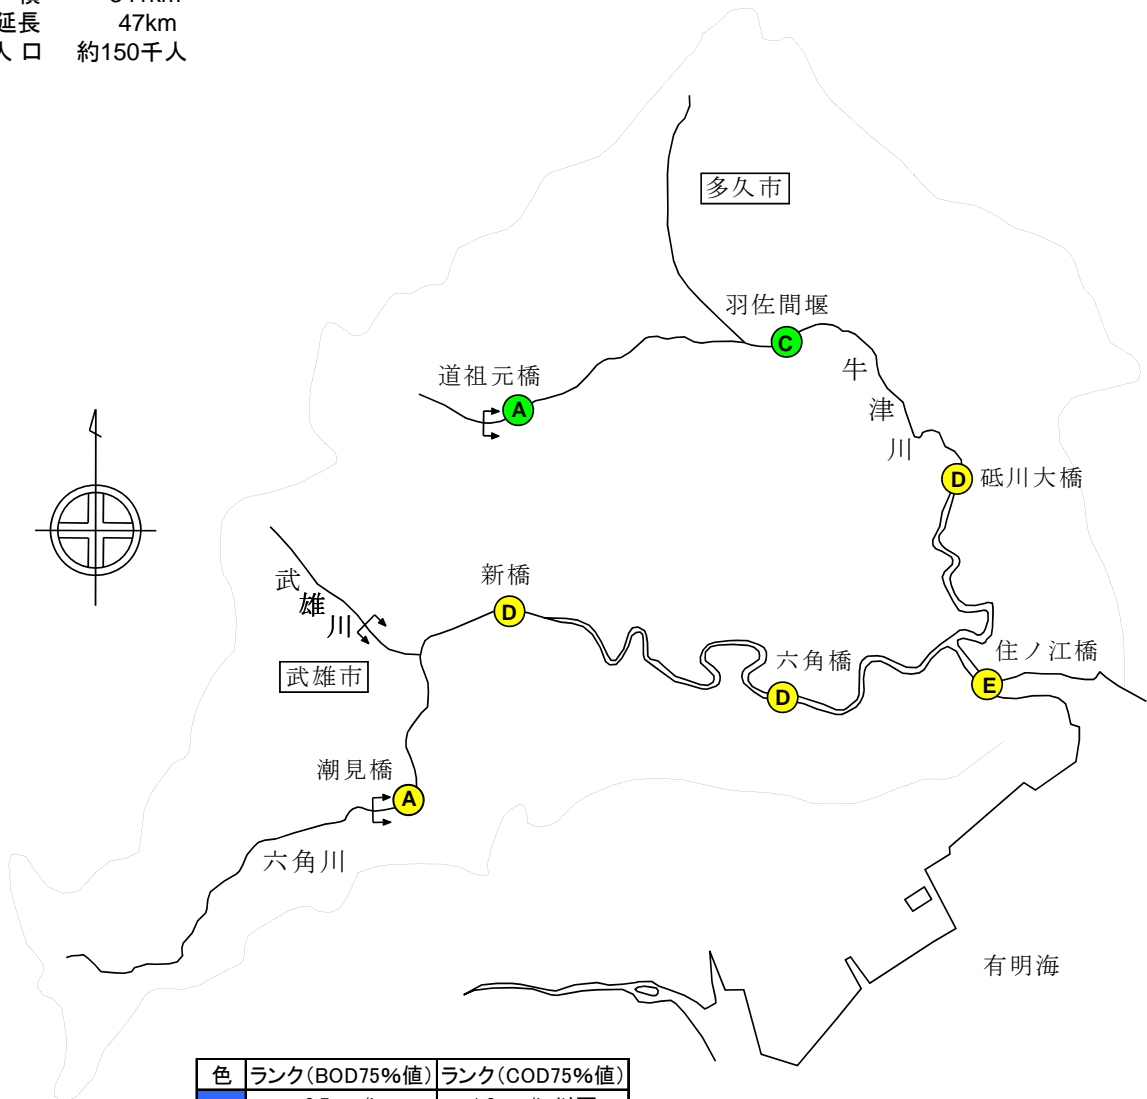 延長 47km
人口 約150千人
多久市
羽佐間堰
C
道祖元橋
A
牛津川
D 砥川大橋
武雄川
新橋
D
武雄市
六角橋
D
住ノ江橋
E
潮見橋
A
六角川
有明海
色 ランク(BOD75%値) ランク(COD75%値)